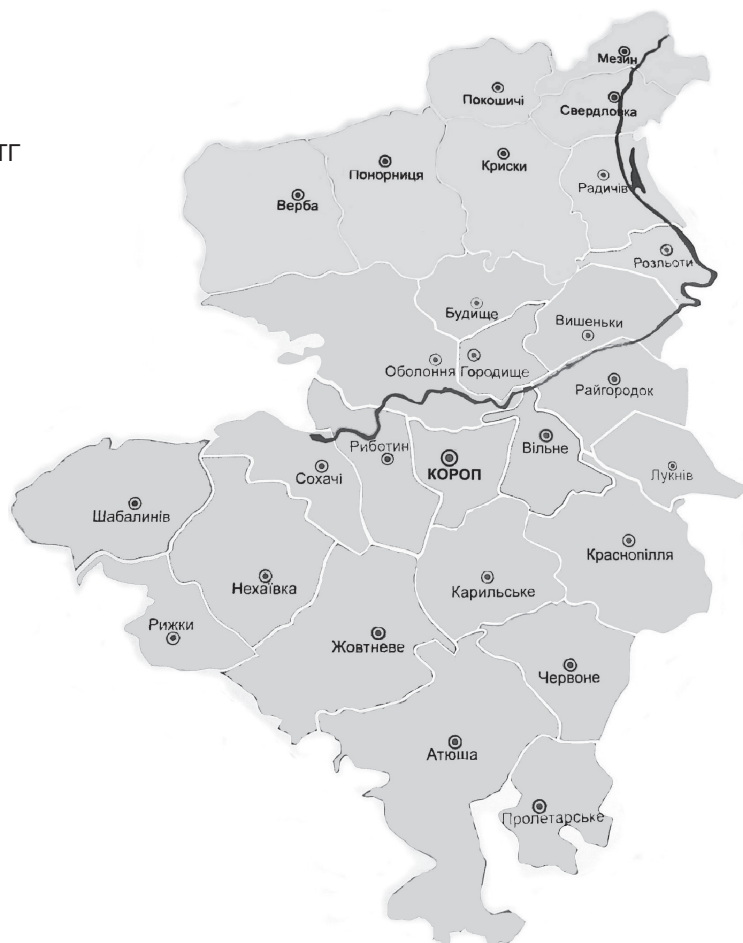 ТГ
Мезин
Покошичі
Свердловка
Понорниця
Криски
Радичів
Верба
Розльоти
Будище
Вишеньки
Оболоння
Городище
Райгородок
Риботин
КОРОП
Вільне
Сохачі
Лукнів
Шабалинів
Краснопілля
Нехаївка
Карильське
Рижки
Жовтневе
Червоне
Атюша
Пролетарське